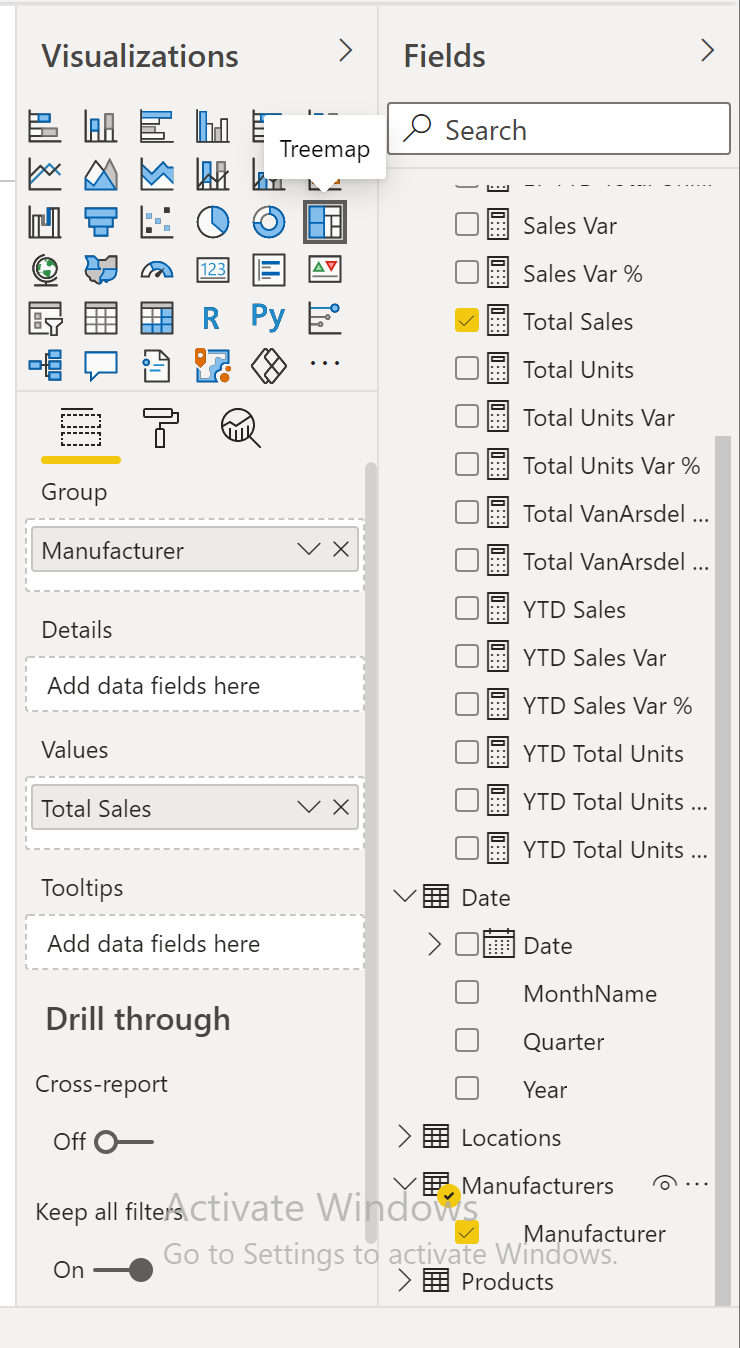 Visualizations
Treemap
123
R
Py
Group
Manufacturer
Details
Add data fields here
Values
Total Sales
Tooltips
Add data fields here
Drill through
Cross-report
Off
Keep all filters
On
Fields
Search
Sales Var
Sales Var %
Total Sales
Total Units
Total Units Var
Total Units Var %
Total VanArsdel ...
Total VanArsdel ...
YTD Sales
YTD Sales Var
YTD Sales Var %
YTD Total Units
YTD Total Units ...
YTD Total Units ...
Date
Date
MonthName
Quarter
Year
Locations
Manufacturers
Manufacturer
Products
Activate Windows
Go to Settings to activate Windows.